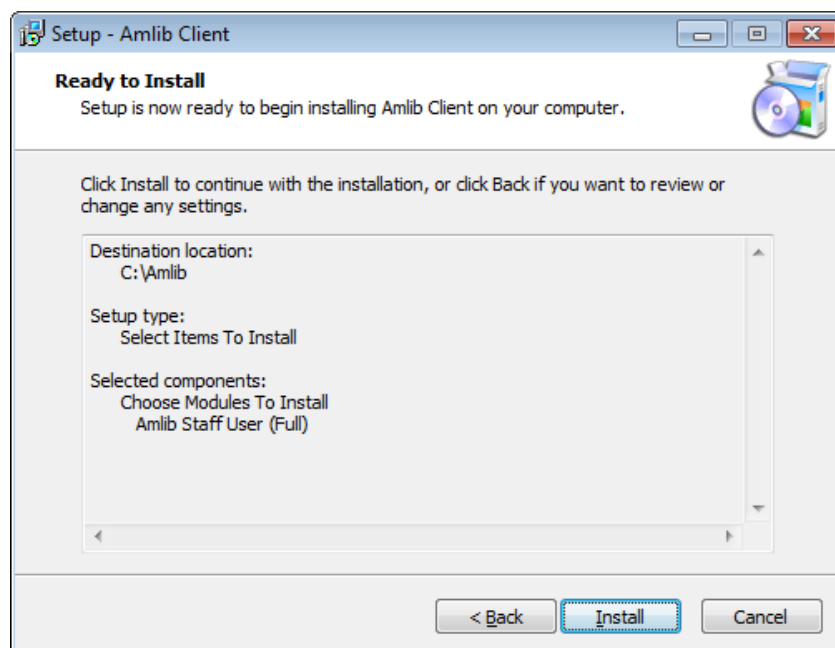 Setup - Amlib Client
Ready to Install
Setup is now ready to begin installing Amlib Client on your computer.
Click Install to continue with the installation, or click Back if you want to review or
change any settings.
Destination location:
C:\Amlib
Setup type:
Select Items To Install
Selected components:
Choose Modules To Install
Amlib Staff User (Full)
< Back
Install
Cancel